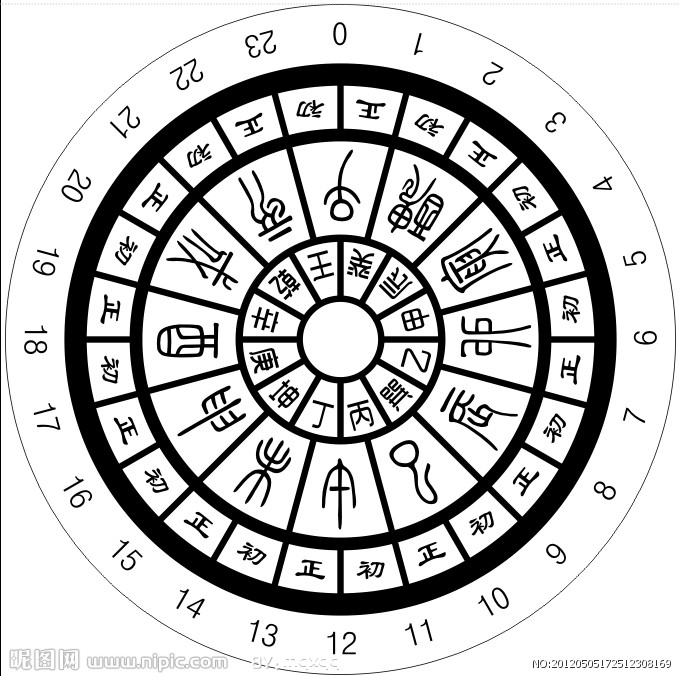 0 1 2 3 4 5 6 7 8 9 10 11 12 13 14 15 16 17 18 19 20 21 22 23
正 初 正 初 正 初 正 初 正 初 正 初 正 初 正 初 正 初 正 初 正 初 正 初
子 醜 寅 卯 辰 巳 午 未 申 酉 戌 亥
癸 辰 甲 乙 巽 丙 丁 坤 庚 辛 乾 壬
昵图网 www.nipic.com
NO:20120505172512308169